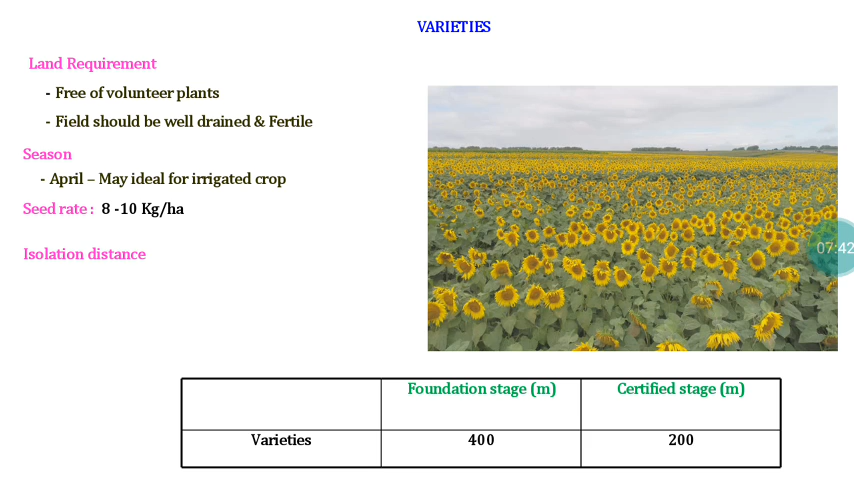 VARIETIES
Land Requirement
- Free of volunteer plants
- Field should be well drained & Fertile
Season
- April – May ideal for irrigated crop
Seed rate : 8 -10 Kg/ha
Isolation distance
07:42
Foundation stage (m) Certified stage (m)
Varieties 400 200